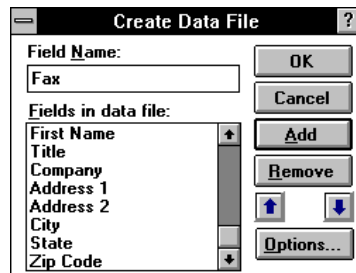 Create Data File ?
Field Name:
Fax
Fields in data file:
First Name
Title
Company
Address 1
Address 2
City
State
Zip Code
OK
Cancel
Add
Remove
Options...